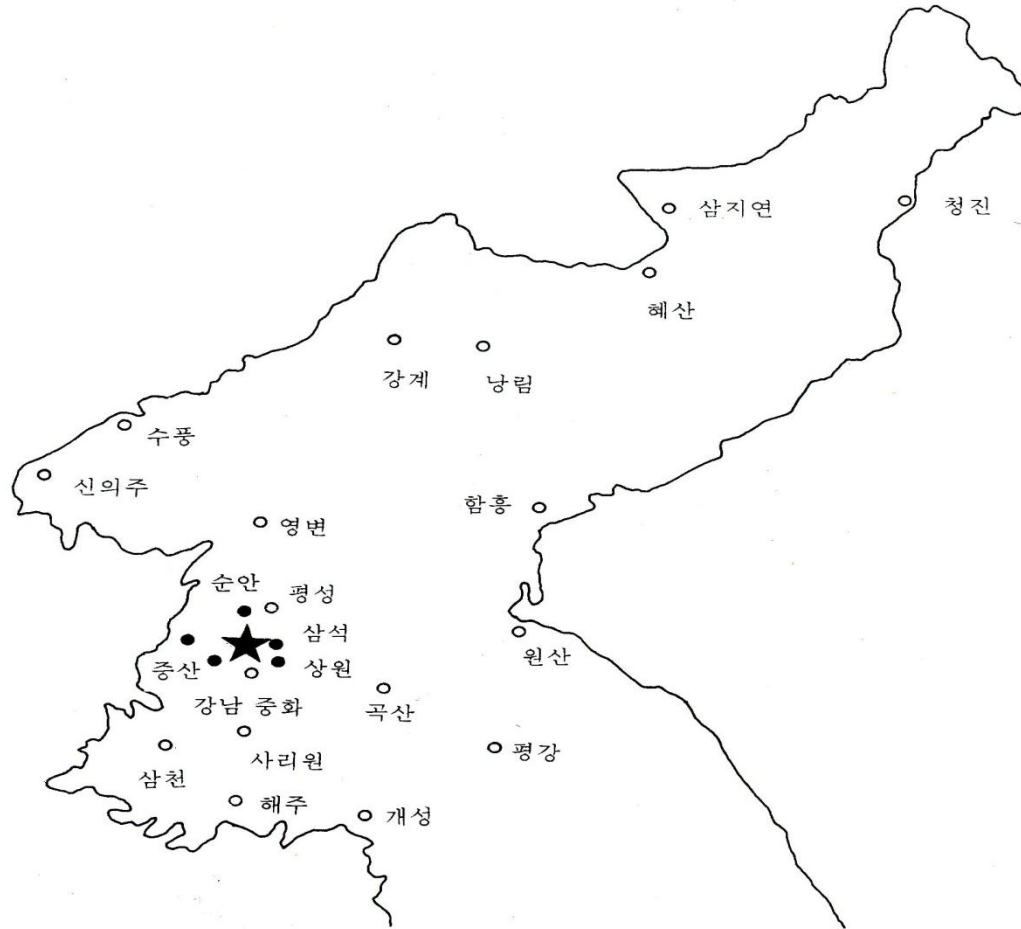 삼지연
청진
혜산
강계
낭림
수풍
신의주
함흥
영변
순안
평성
삼석
원산
증산
상원
강남 중화
곡산
평강
사리원
삼천
해주
개성